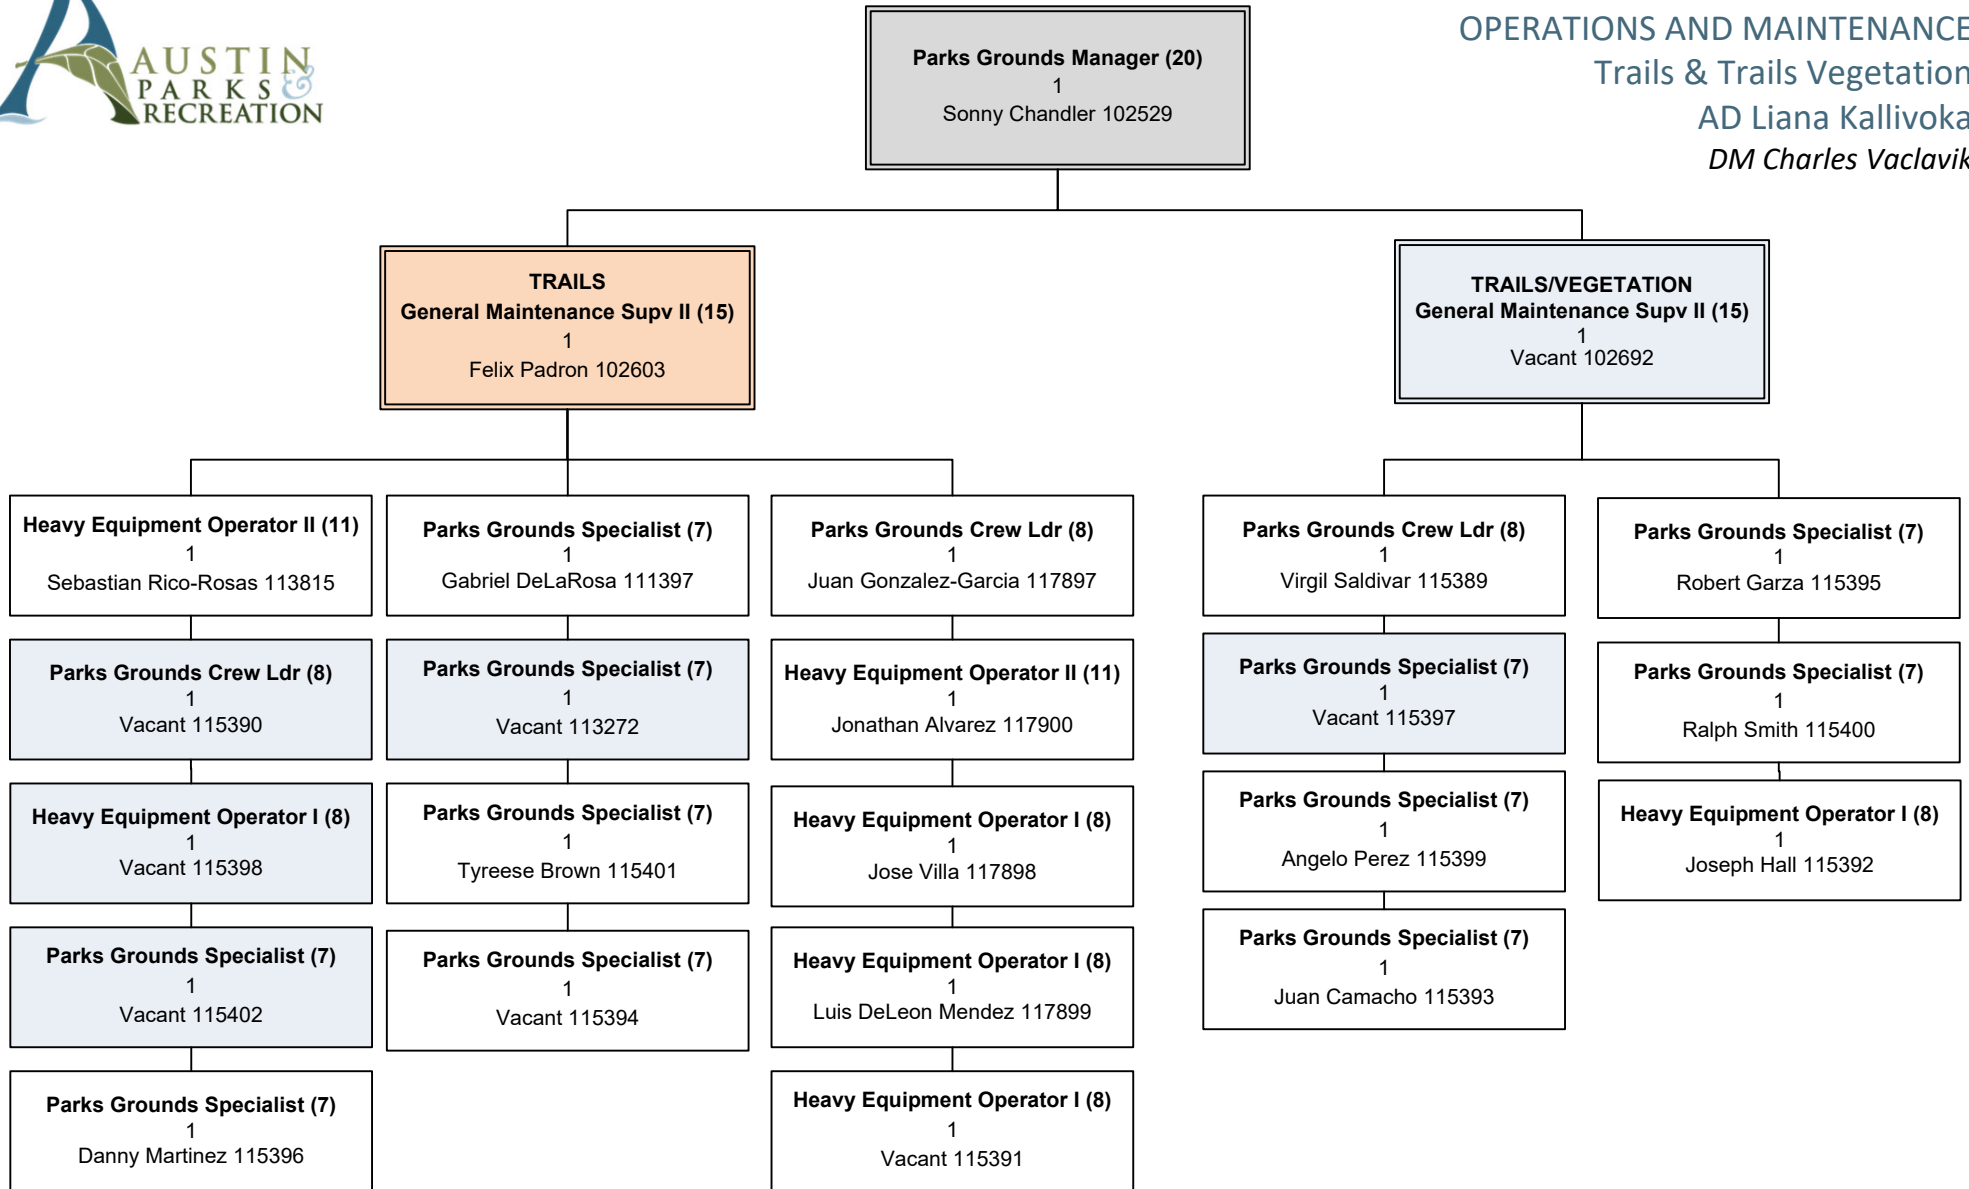 AUSTIN
PARKS &
RECREATION
OPERATIONS AND MAINTENANCE
Trails & Trails Vegetation
AD Liana Kallivoka
DM Charles Vaclavik
Parks Grounds Manager (20)
1
Sonny Chandler 102529
TRAILS
General Maintenance Supv II (15)
1
Felix Padron 102603
TRAILS/VEGETATION
General Maintenance Supv II (15)
1
Vacant 102692
Heavy Equipment Operator II (11)
1
Sebastian Rico-Rosas 113815
Parks Grounds Crew Ldr (8)
1
Vacant 115390
Heavy Equipment Operator I (8)
1
Vacant 115398
Parks Grounds Specialist (7)
1
Vacant 115402
Parks Grounds Specialist (7)
1
Danny Martinez 115396
Parks Grounds Specialist (7)
1
Gabriel DeLaRosa 111397
Parks Grounds Specialist (7)
1
Vacant 113272
Parks Grounds Specialist (7)
1
Tyreese Brown 115401
Parks Grounds Specialist (7)
1
Vacant 115394
Parks Grounds Crew Ldr (8)
1
Juan Gonzalez-Garcia 117897
Heavy Equipment Operator II (11)
1
Jonathan Alvarez 117900
Heavy Equipment Operator I (8)
1
Jose Villa 117898
Heavy Equipment Operator I (8)
1
Luis DeLeon Mendez 117899
Heavy Equipment Operator I (8)
1
Vacant 115391
Parks Grounds Crew Ldr (8)
1
Virgil Saldivar 115389
Parks Grounds Specialist (7)
1
Vacant 115397
Parks Grounds Specialist (7)
1
Angelo Perez 115399
Parks Grounds Specialist (7)
1
Juan Camacho 115393
Parks Grounds Specialist (7)
1
Robert Garza 115395
Parks Grounds Specialist (7)
1
Ralph Smith 115400
Heavy Equipment Operator I (8)
1
Joseph Hall 115392